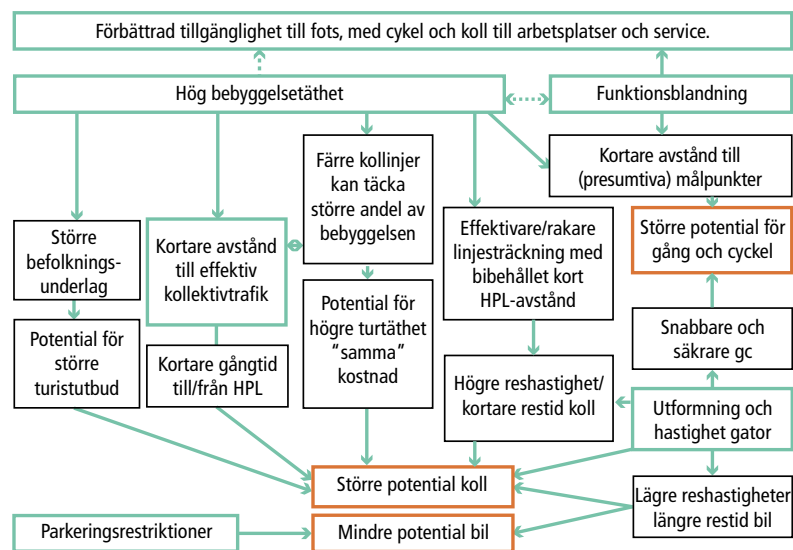 Förbättrad tillgänglighet till fots, med cykel och koll till arbetsplatser och service.
Hög bebyggelsetäthet
Funktionsblandning
Färre kollinjer
kan täcka
större andel av
bebyggelsen
Kortare avstånd till
(presumtiva) målpunkter
Större
befolknings-
underlag
Kortare avstånd
till effektiv
kollektivtrafik
Effektivare/rakare
linjesträckning med
bibehållet kort
HPL-avstånd
Större potential för
gång och cyckel
Potential för
större
turistutbud
Kortare gångtid
till/från HPL
Potential för
högre turtäthet
"samma"
kostnad
Snabbare och
säkrare gc
Högre reshastighet/
kortare restid koll
Utformning och
hastighet gator
Större potential koll
Lägre reshastigheter
längre restid bil
Parkeringsrestriktioner
Mindre potential bil